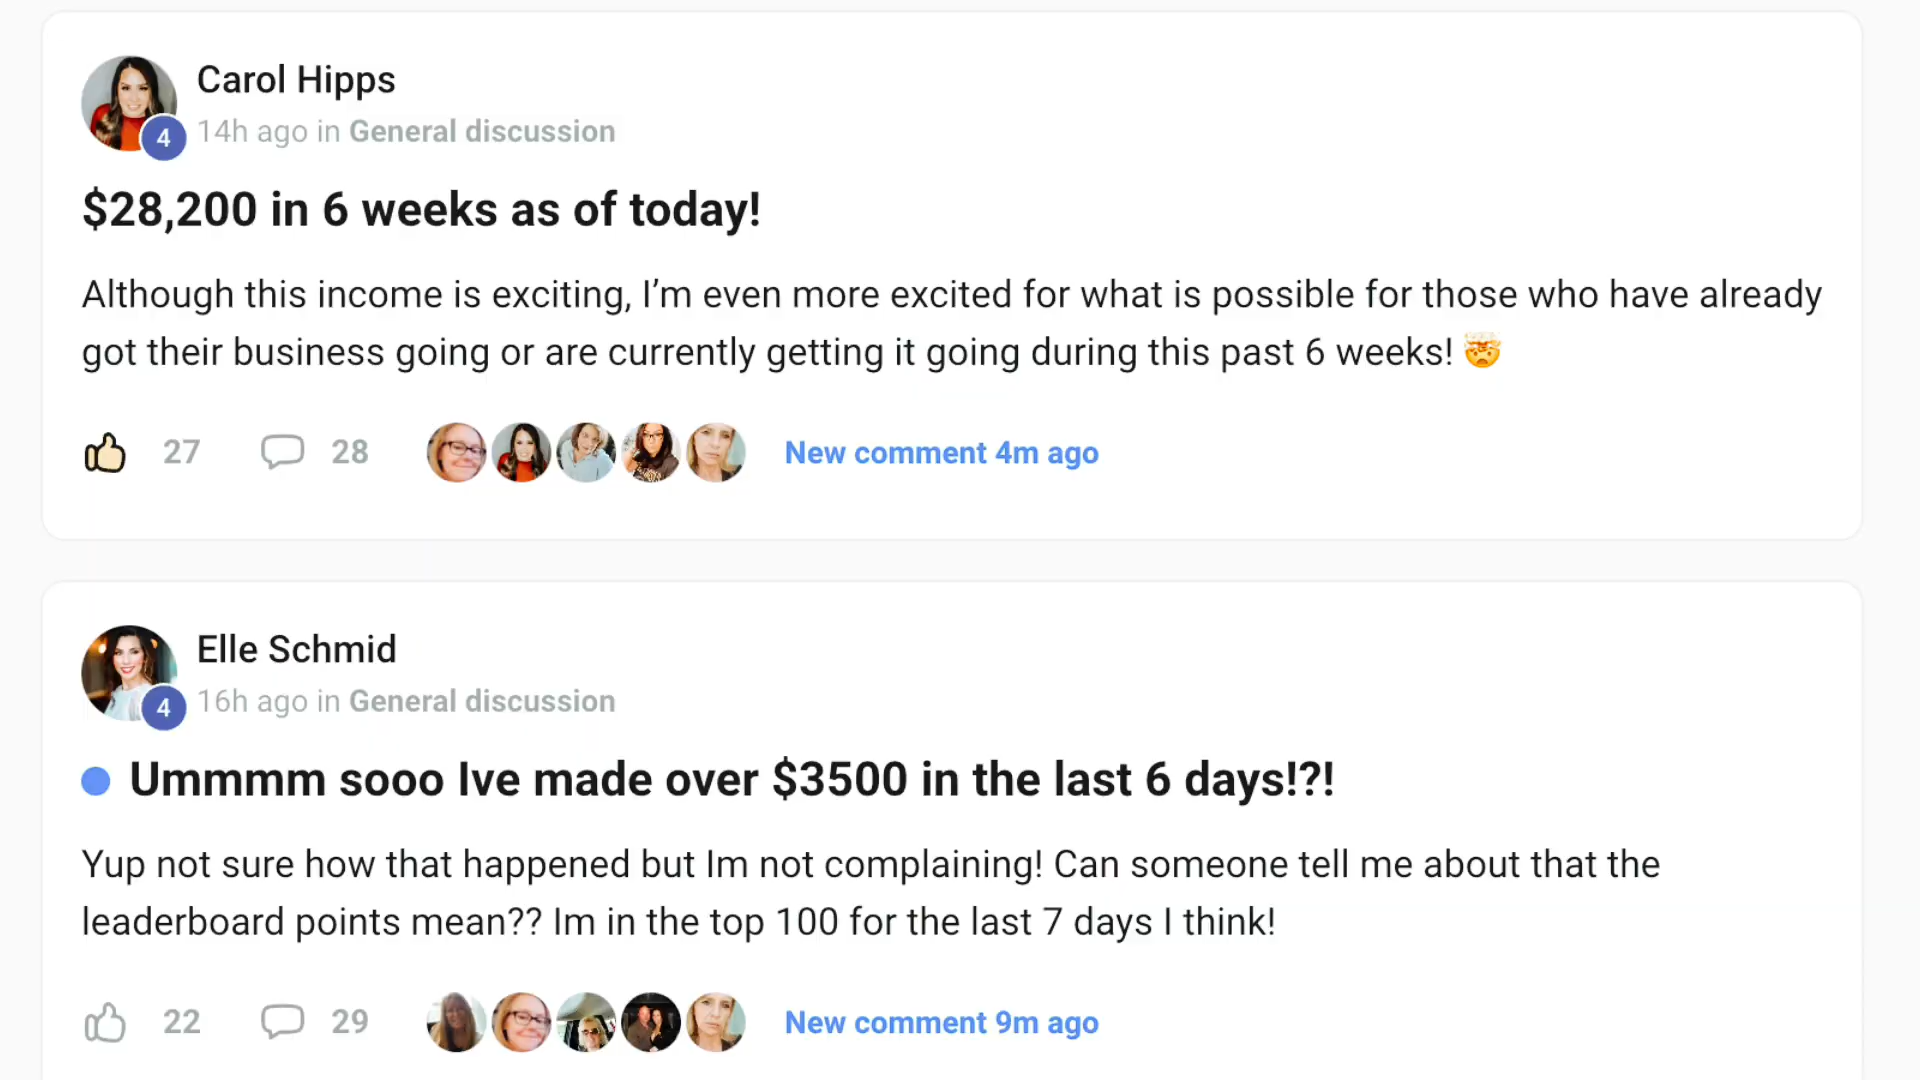 Carol Hipps
4
14h ago in General discussion
$28,200 in 6 weeks as of today!
Although this income is exciting, I’m even more excited for what is possible for those who have already
got their business going or are currently getting it going during this past 6 weeks! 🤯
27 28 New comment 4m ago
Elle Schmid
4
16h ago in General discussion
Ummmm sooo Ive made over $3500 in the last 6 days!?!
Yup not sure how that happened but Im not complaining! Can someone tell me about that the
leaderboard points mean?? Im in the top 100 for the last 7 days I think!
22 29 New comment 9m ago